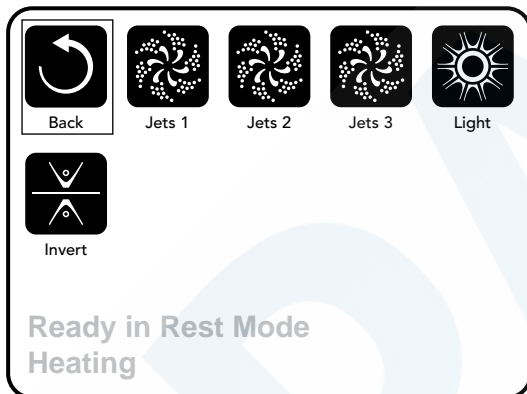 Back Jets 1 Jets 2 Jets 3 Light
Invert
Ready in Rest Mode
Heating